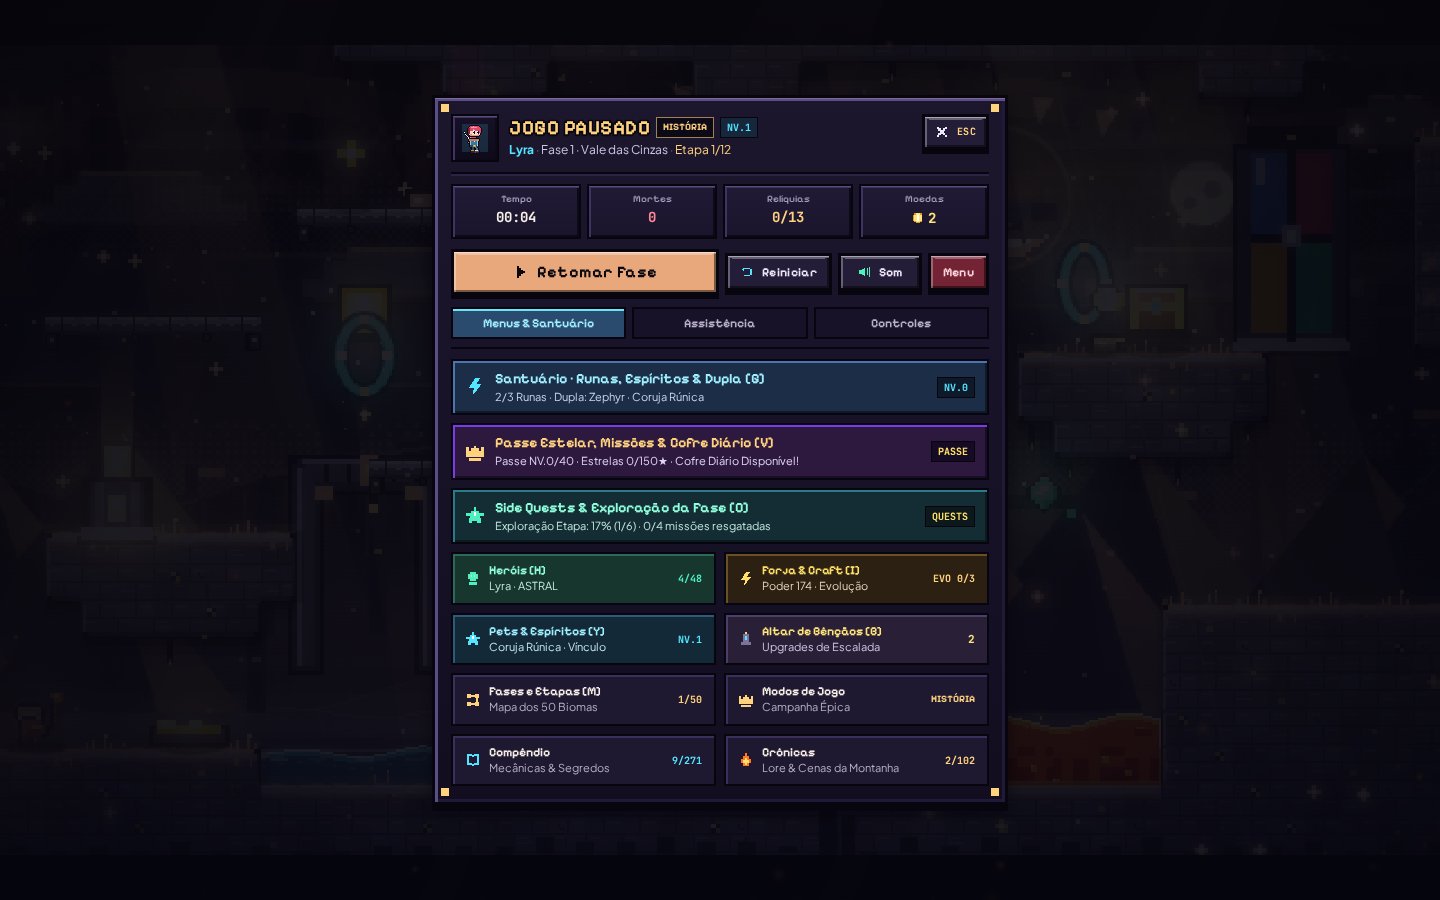 JOGO PAUSADO HISTÓRIA NV.1
Lyra · Fase 1 · Vale das Cinzas · Etapa 1/12
ESC
Tempo
00:04
Mortes
0
Relíquias
0/13
Moedas
2
Retomar Fase
Reiniciar
Som
Menu
Menus & Santuário
Assistência
Controles
Santuário · Runas, Espíritos & Dupla (B)
2/3 Runas · Dupla: Zephyr · Coruja Rúnica
NV.0
Passe Estelar, Missões & Cofre Diário (V)
Passe NV.0/40 · Estrelas 0/150★ · Cofre Diário Disponível!
PASSE
Side Quests & Exploração da Fase (O)
Exploração Etapa: 17% (1/6) · 0/4 missões resgatadas
QUESTS
Heróis (H)
Lyra · ASTRAL
4/48
Forja & Craft (I)
Poder 174 · Evolução
EVO 0/3
Pets & Espíritos (Y)
Coruja Rúnica · Vínculo
NV.1
Altar de Bênçãos (B)
Upgrades de Escalada
2
Fases e Etapas (M)
Mapa dos 50 Biomas
1/50
Modos de Jogo
Campanha Épica
HISTÓRIA
Compêndio
Mecânicas & Segredos
9/271
Crônicas
Lore & Cenas da Montanha
2/102